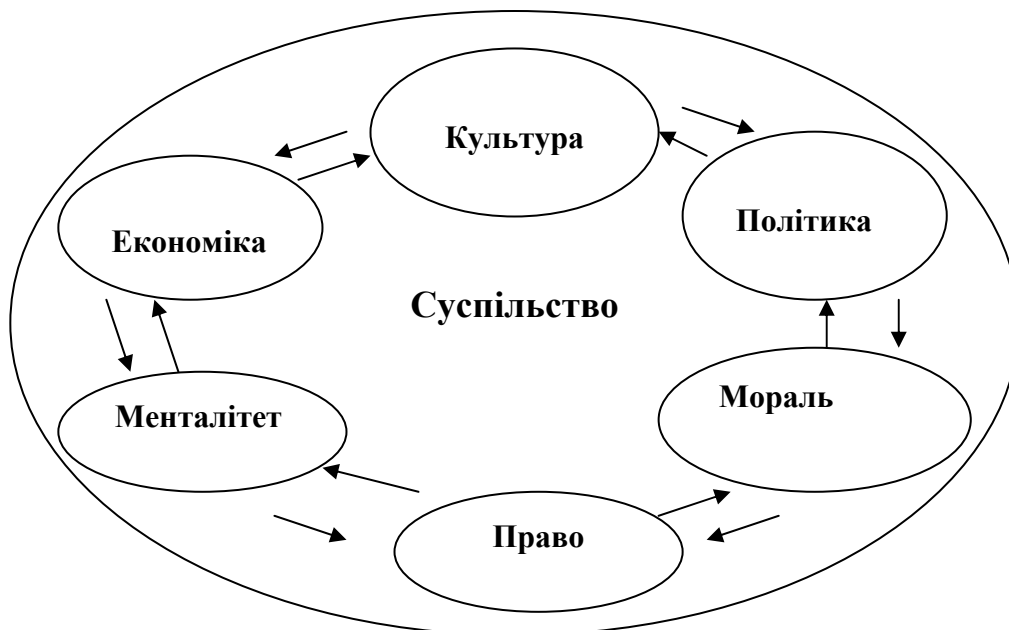 Культура
Політика
Економіка
Суспільство
Мораль
Менталітет
Право